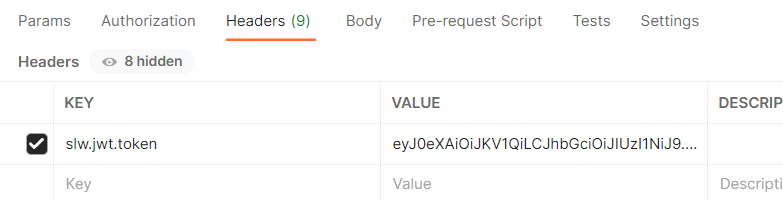 Params Authorization Headers (9) Body Pre-request Script Tests Settings
Headers 8 hidden
KEY VALUE DESCRIP
slw.jwt.token eyJ0eXAiOiJKV1QiLCJhbGciOiJIUzI1NiJ9....
Key Value Descripti